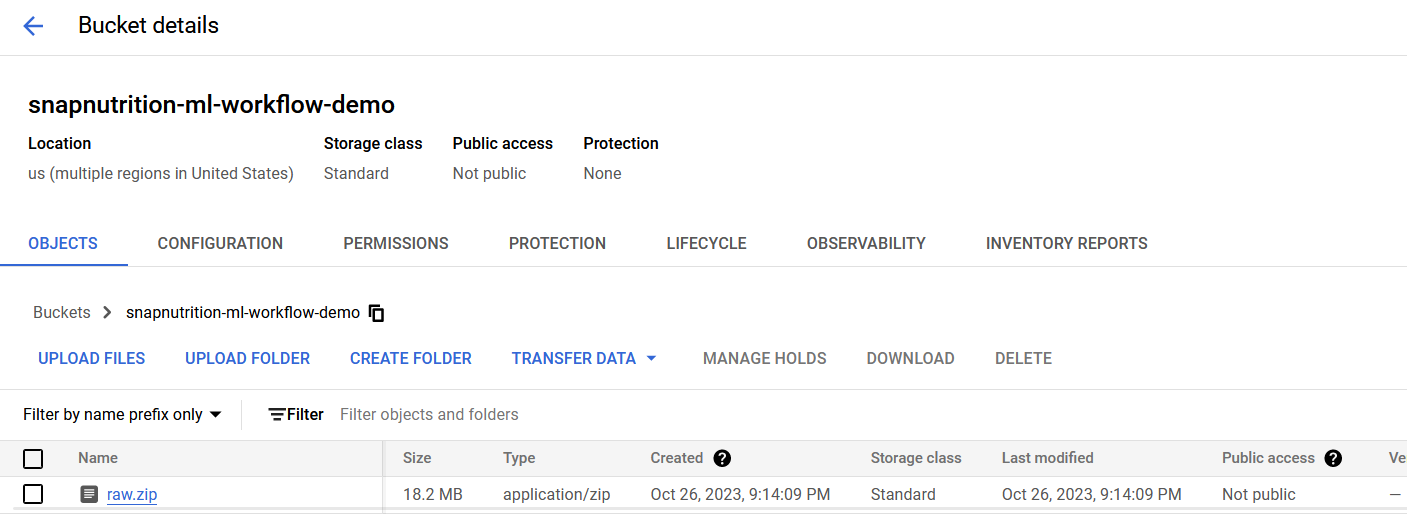 Bucket details
snapnutrition-ml-workflow-demo
Location Storage class Public access Protection
us (multiple regions in United States) Standard Not public None
OBJECTS CONFIGURATION PERMISSIONS PROTECTION LIFECYCLE OBSERVABILITY INVENTORY REPORTS
Buckets snapnutrition-ml-workflow-demo
UPLOAD FILES UPLOAD FOLDER CREATE FOLDER TRANSFER DATA MANAGE HOLDS DOWNLOAD DELETE
Filter by name prefix only Filter Filter objects and folders
Name Size Type Created ? Storage class Last modified Public access ? Ve
raw.zip 18.2 MB application/zip Oct 26, 2023, 9:14:09 PM Standard Oct 26, 2023, 9:14:09 PM Not public —